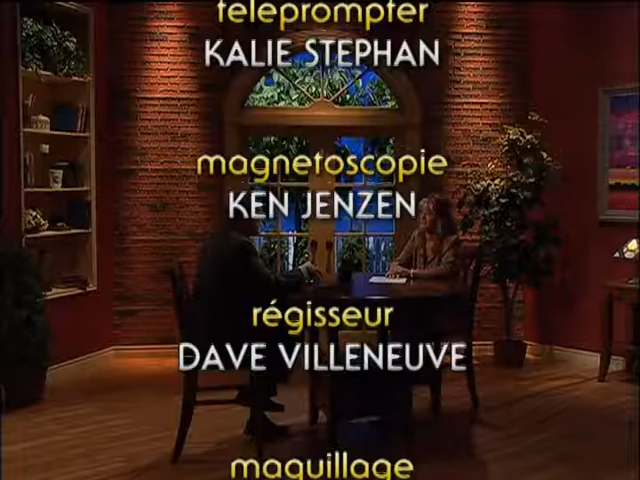 teleprompter
KALIE STEPHAN
magnetoscopie
KEN JENZEN
régisseur
DAVE VILLENEUVE
maquillage